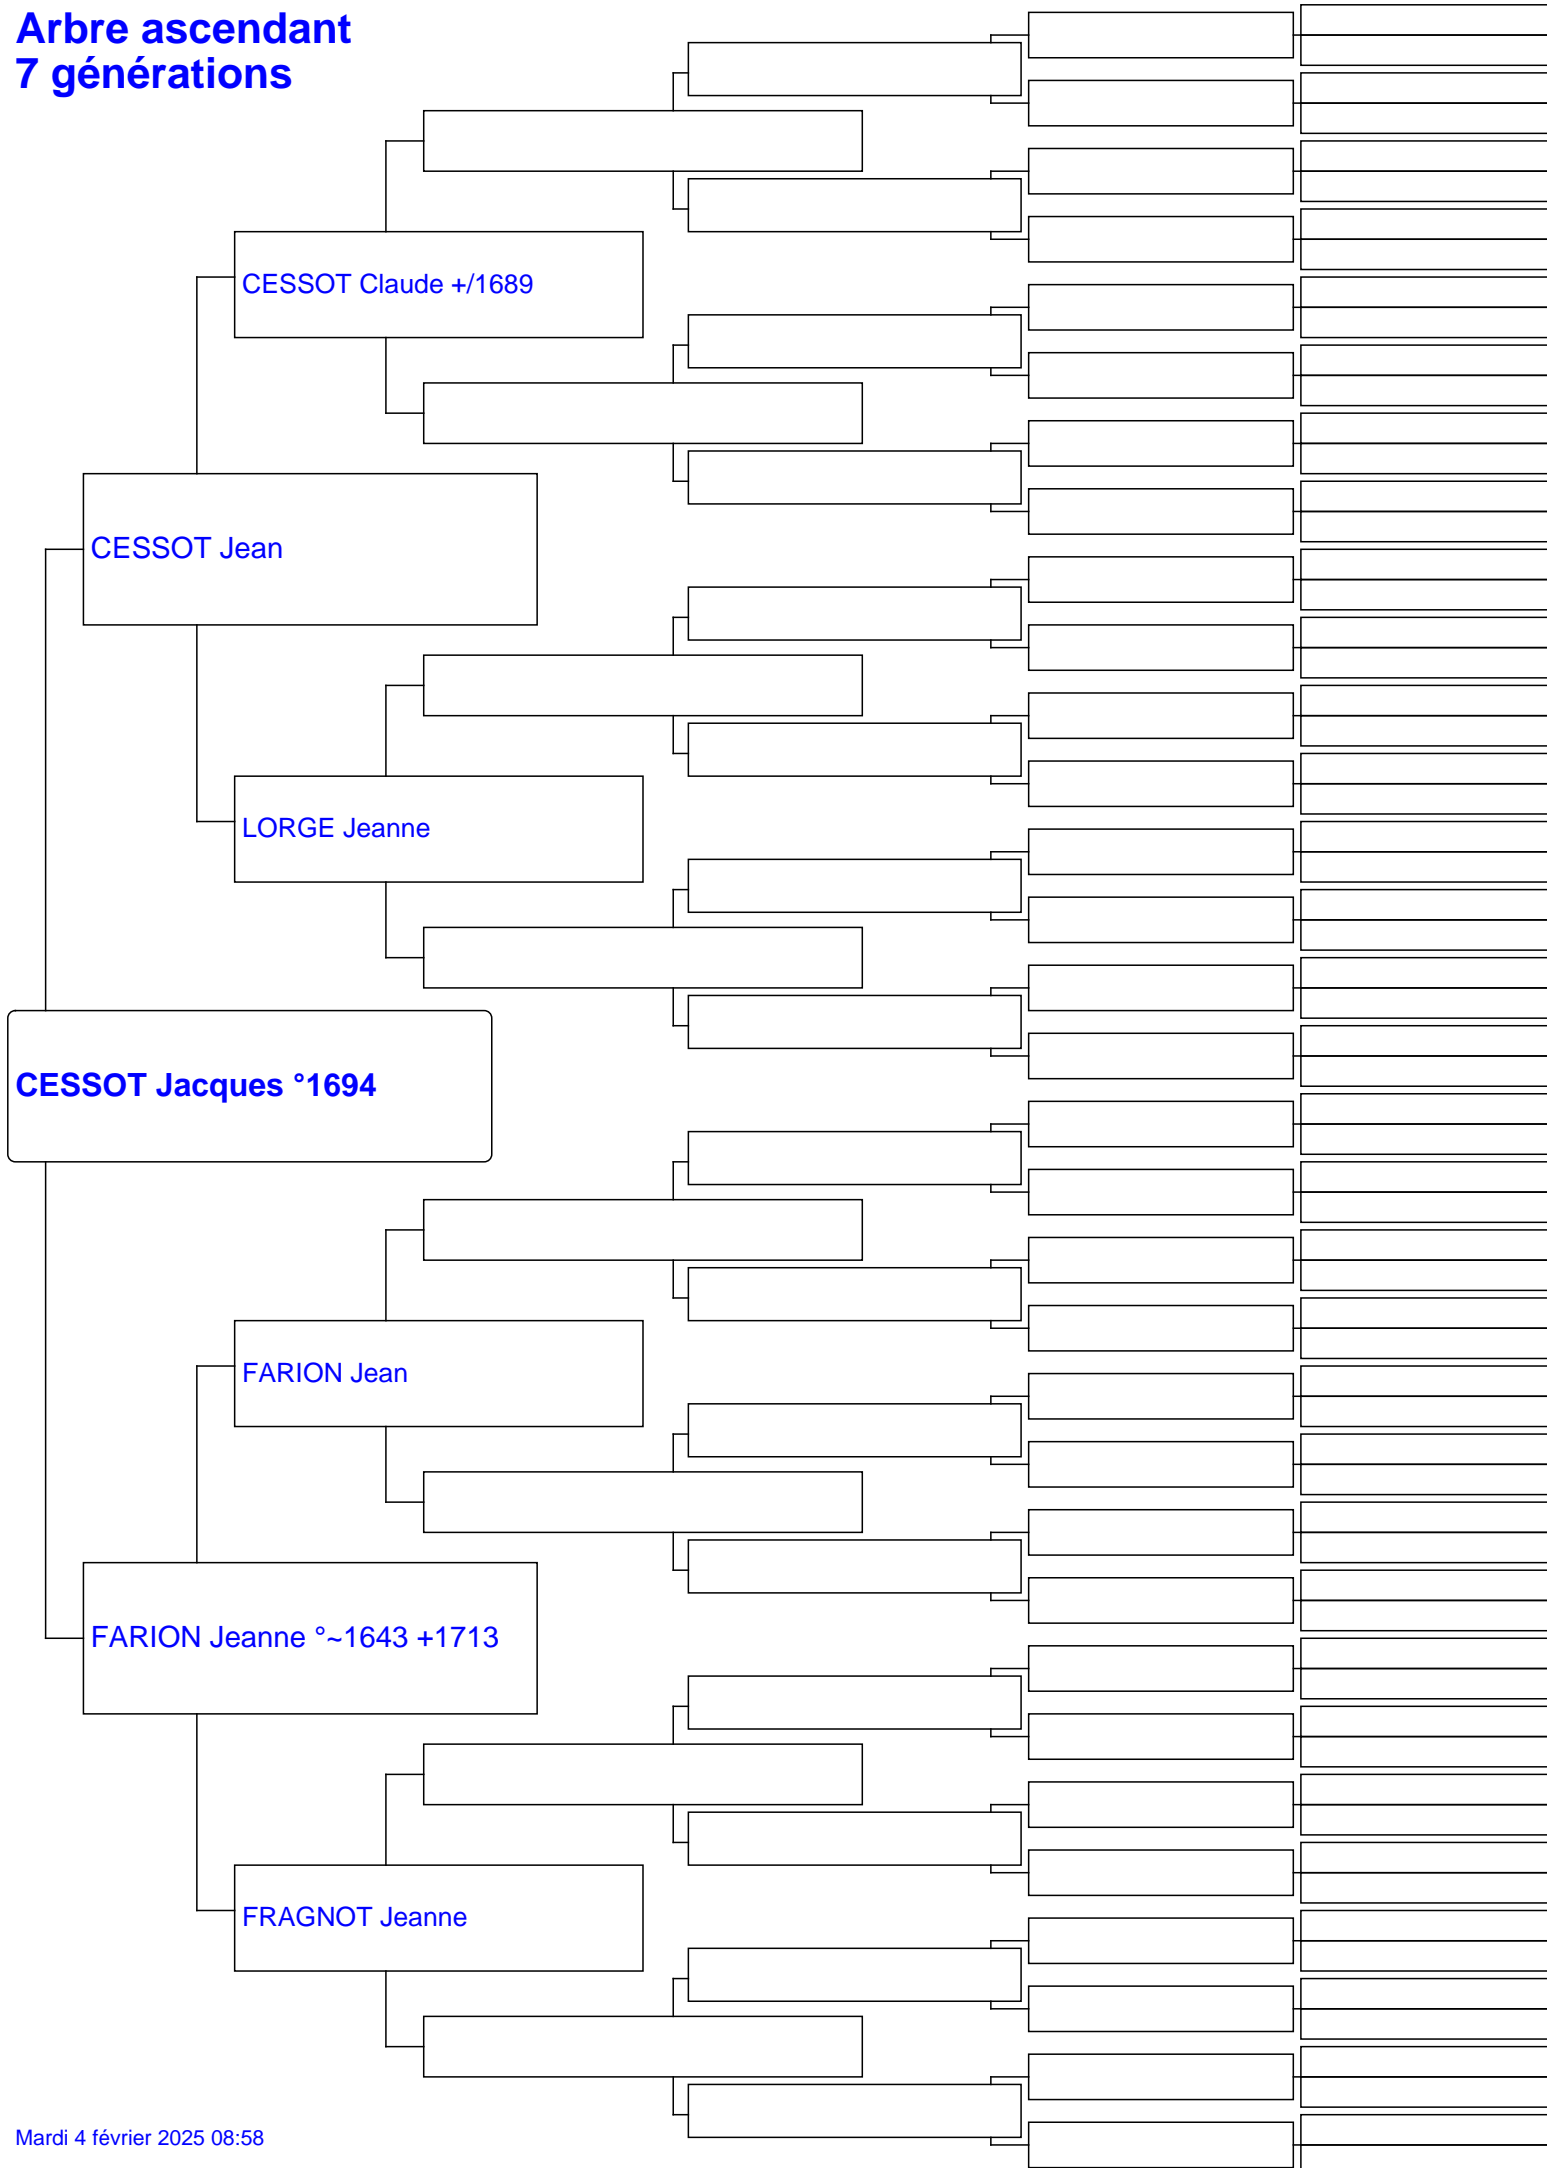 Arbre ascendant
7 générations
CESSOT Claude +/1689
CESSOT Jean
LORGE Jeanne
CESSOT Jacques °1694
FARION Jean
FARION Jeanne °~1643 +1713
FRAGNOT Jeanne
Mardi 4 février 2025 08:58